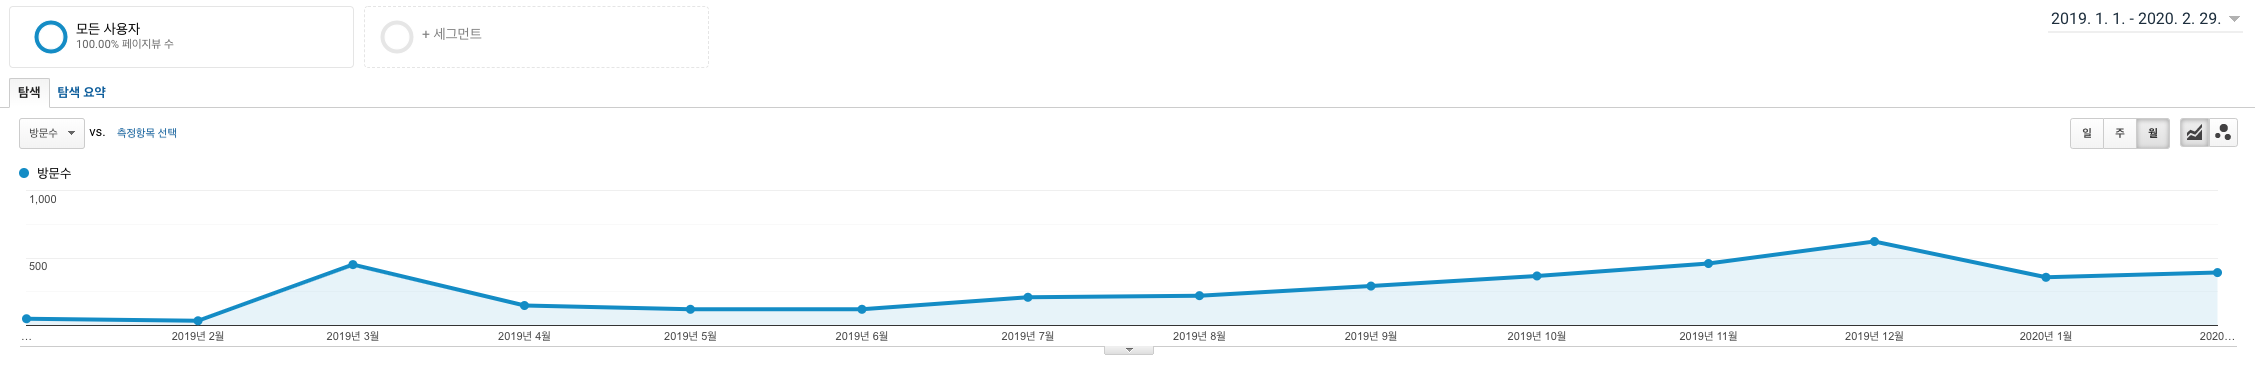 모든 사용자
100.00% 페이지뷰 수
+ 세그먼트
2019. 1. 1. - 2020. 2. 29.
탐색
탐색 요약
방문수
vs.
측정항목 선택
일
주
월
방문수
1,000
500
...
2019년 2월
2019년 3월
2019년 4월
2019년 5월
2019년 6월
2019년 7월
2019년 8월
2019년 9월
2019년 10월
2019년 11월
2019년 12월
2020년 1월
2020...